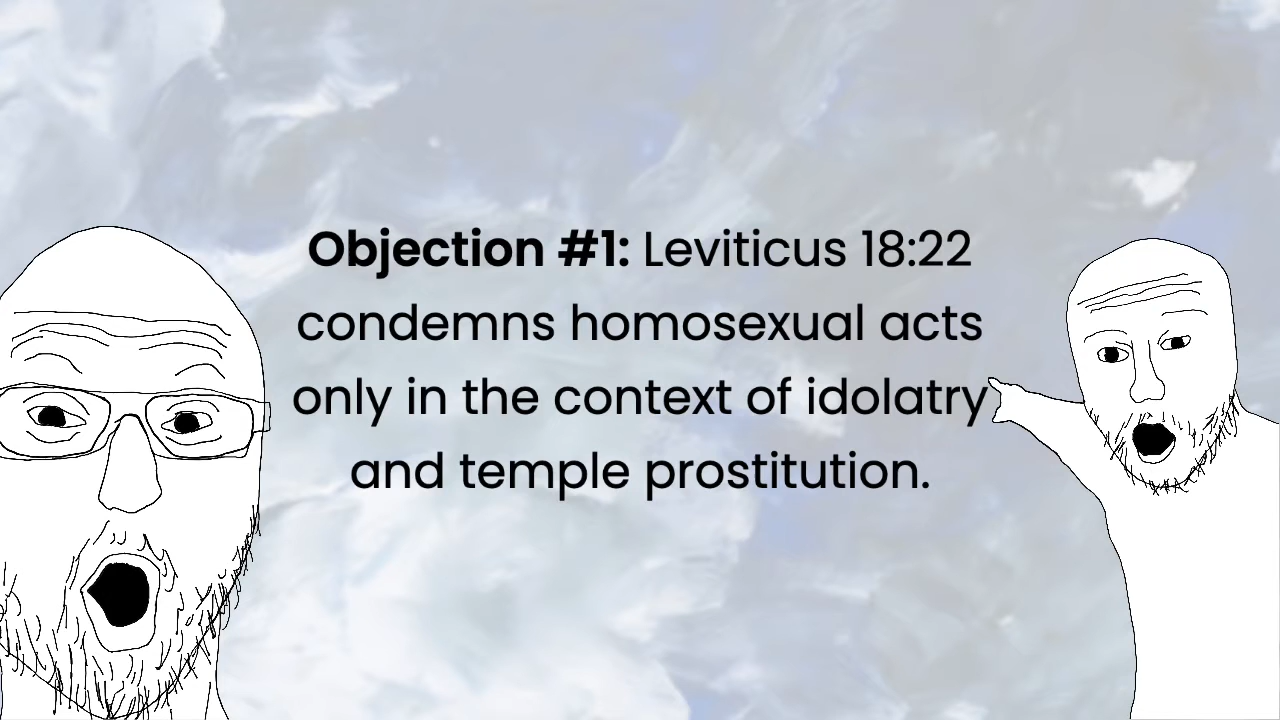 Objection #1: Leviticus 18:22
condemns homosexual acts
only in the context of idolatry
and temple prostitution.